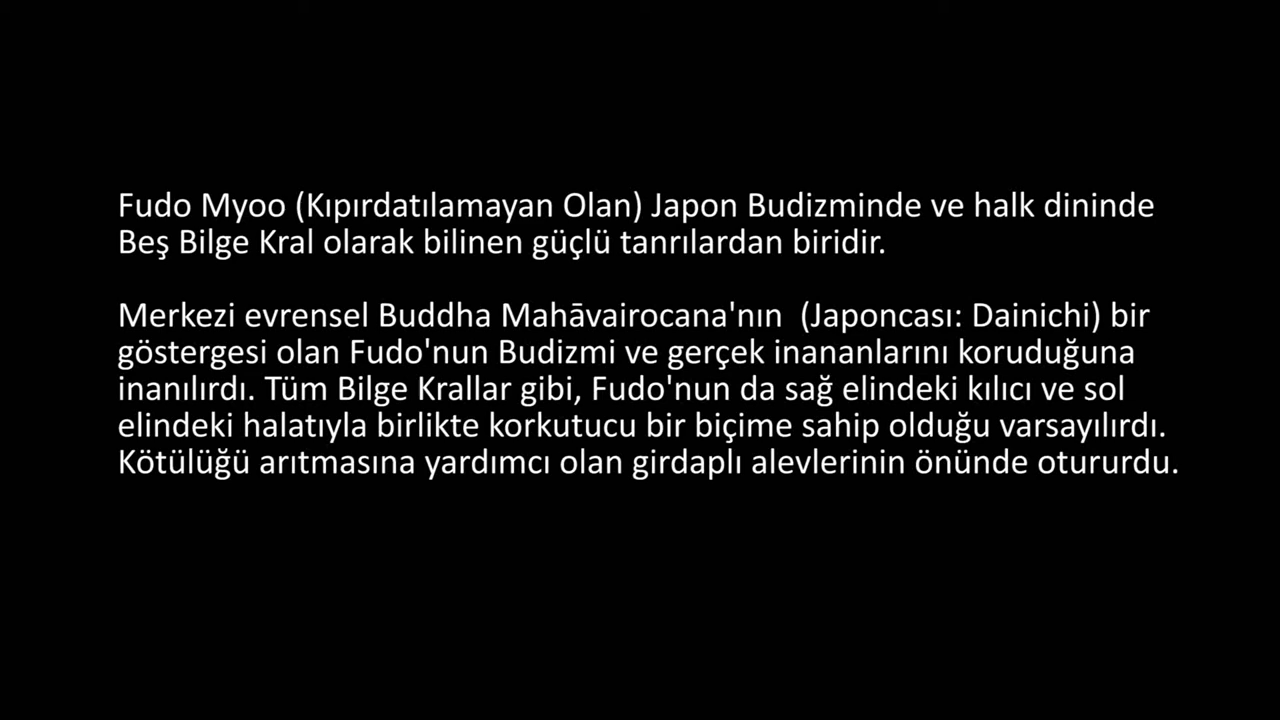 Fudo Myoo (Kıpırdatılamayan Olan) Japon Budizminde ve halk dininde
Beş Bilge Kral olarak bilinen güçlü tanrılardan biridir.

Merkezi evrensel Buddha Mahāvairocana'nın  (Japoncası: Dainichi) bir
göstergesi olan Fudo'nun Budizmi ve gerçek inananlarını koruduğuna
inanılırdı. Tüm Bilge Krallar gibi, Fudo'nun da sağ elindeki kılıcı ve sol
elindeki halatıyla birlikte korkutucu bir biçime sahip olduğu varsayılırdı.
Kötülüğü arıtmasına yardımcı olan girdaplı alevlerinin önünde otururdu.